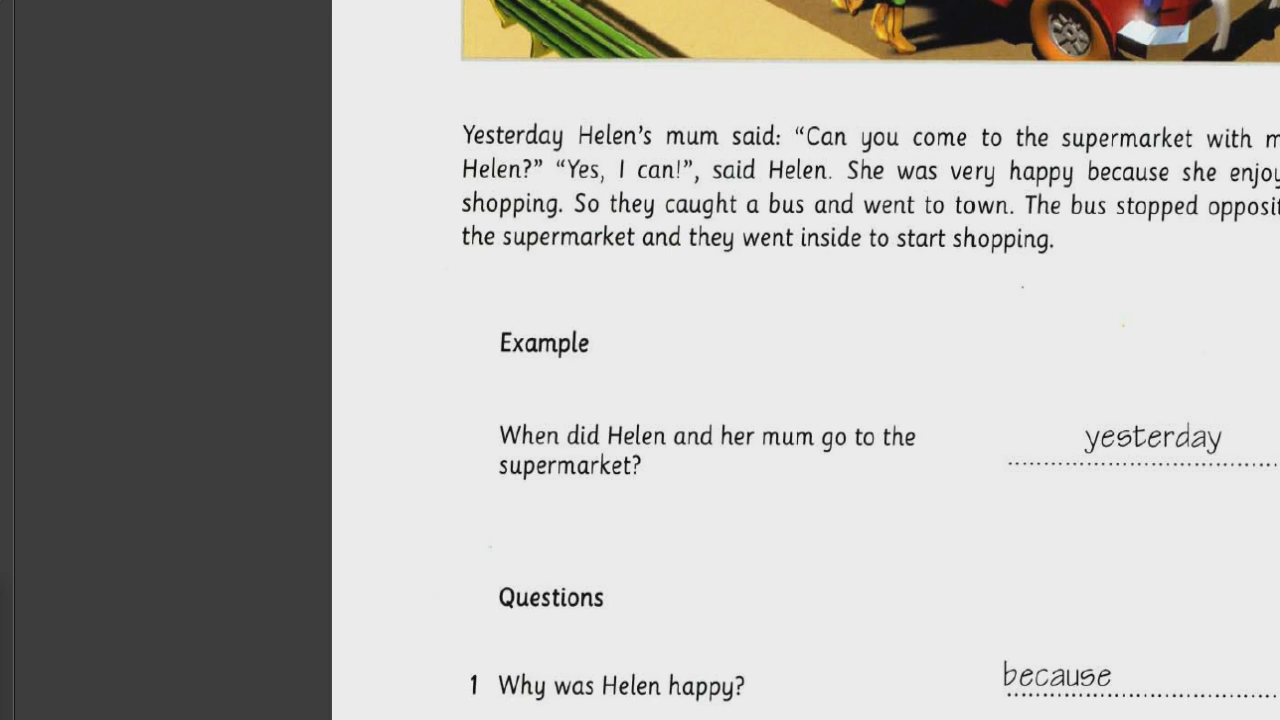 Yesterday Helen's mum said: "Can you come to the supermarket with
Helen?" "Yes, I can!", said Helen. She was very happy because she
shopping. So they caught a bus and went to town. The bus stopped
the supermarket and they went inside to start shopping.
Example
When did Helen and her mum go to the
supermarket?
yesterday
Questions
1 Why was Helen happy?
because